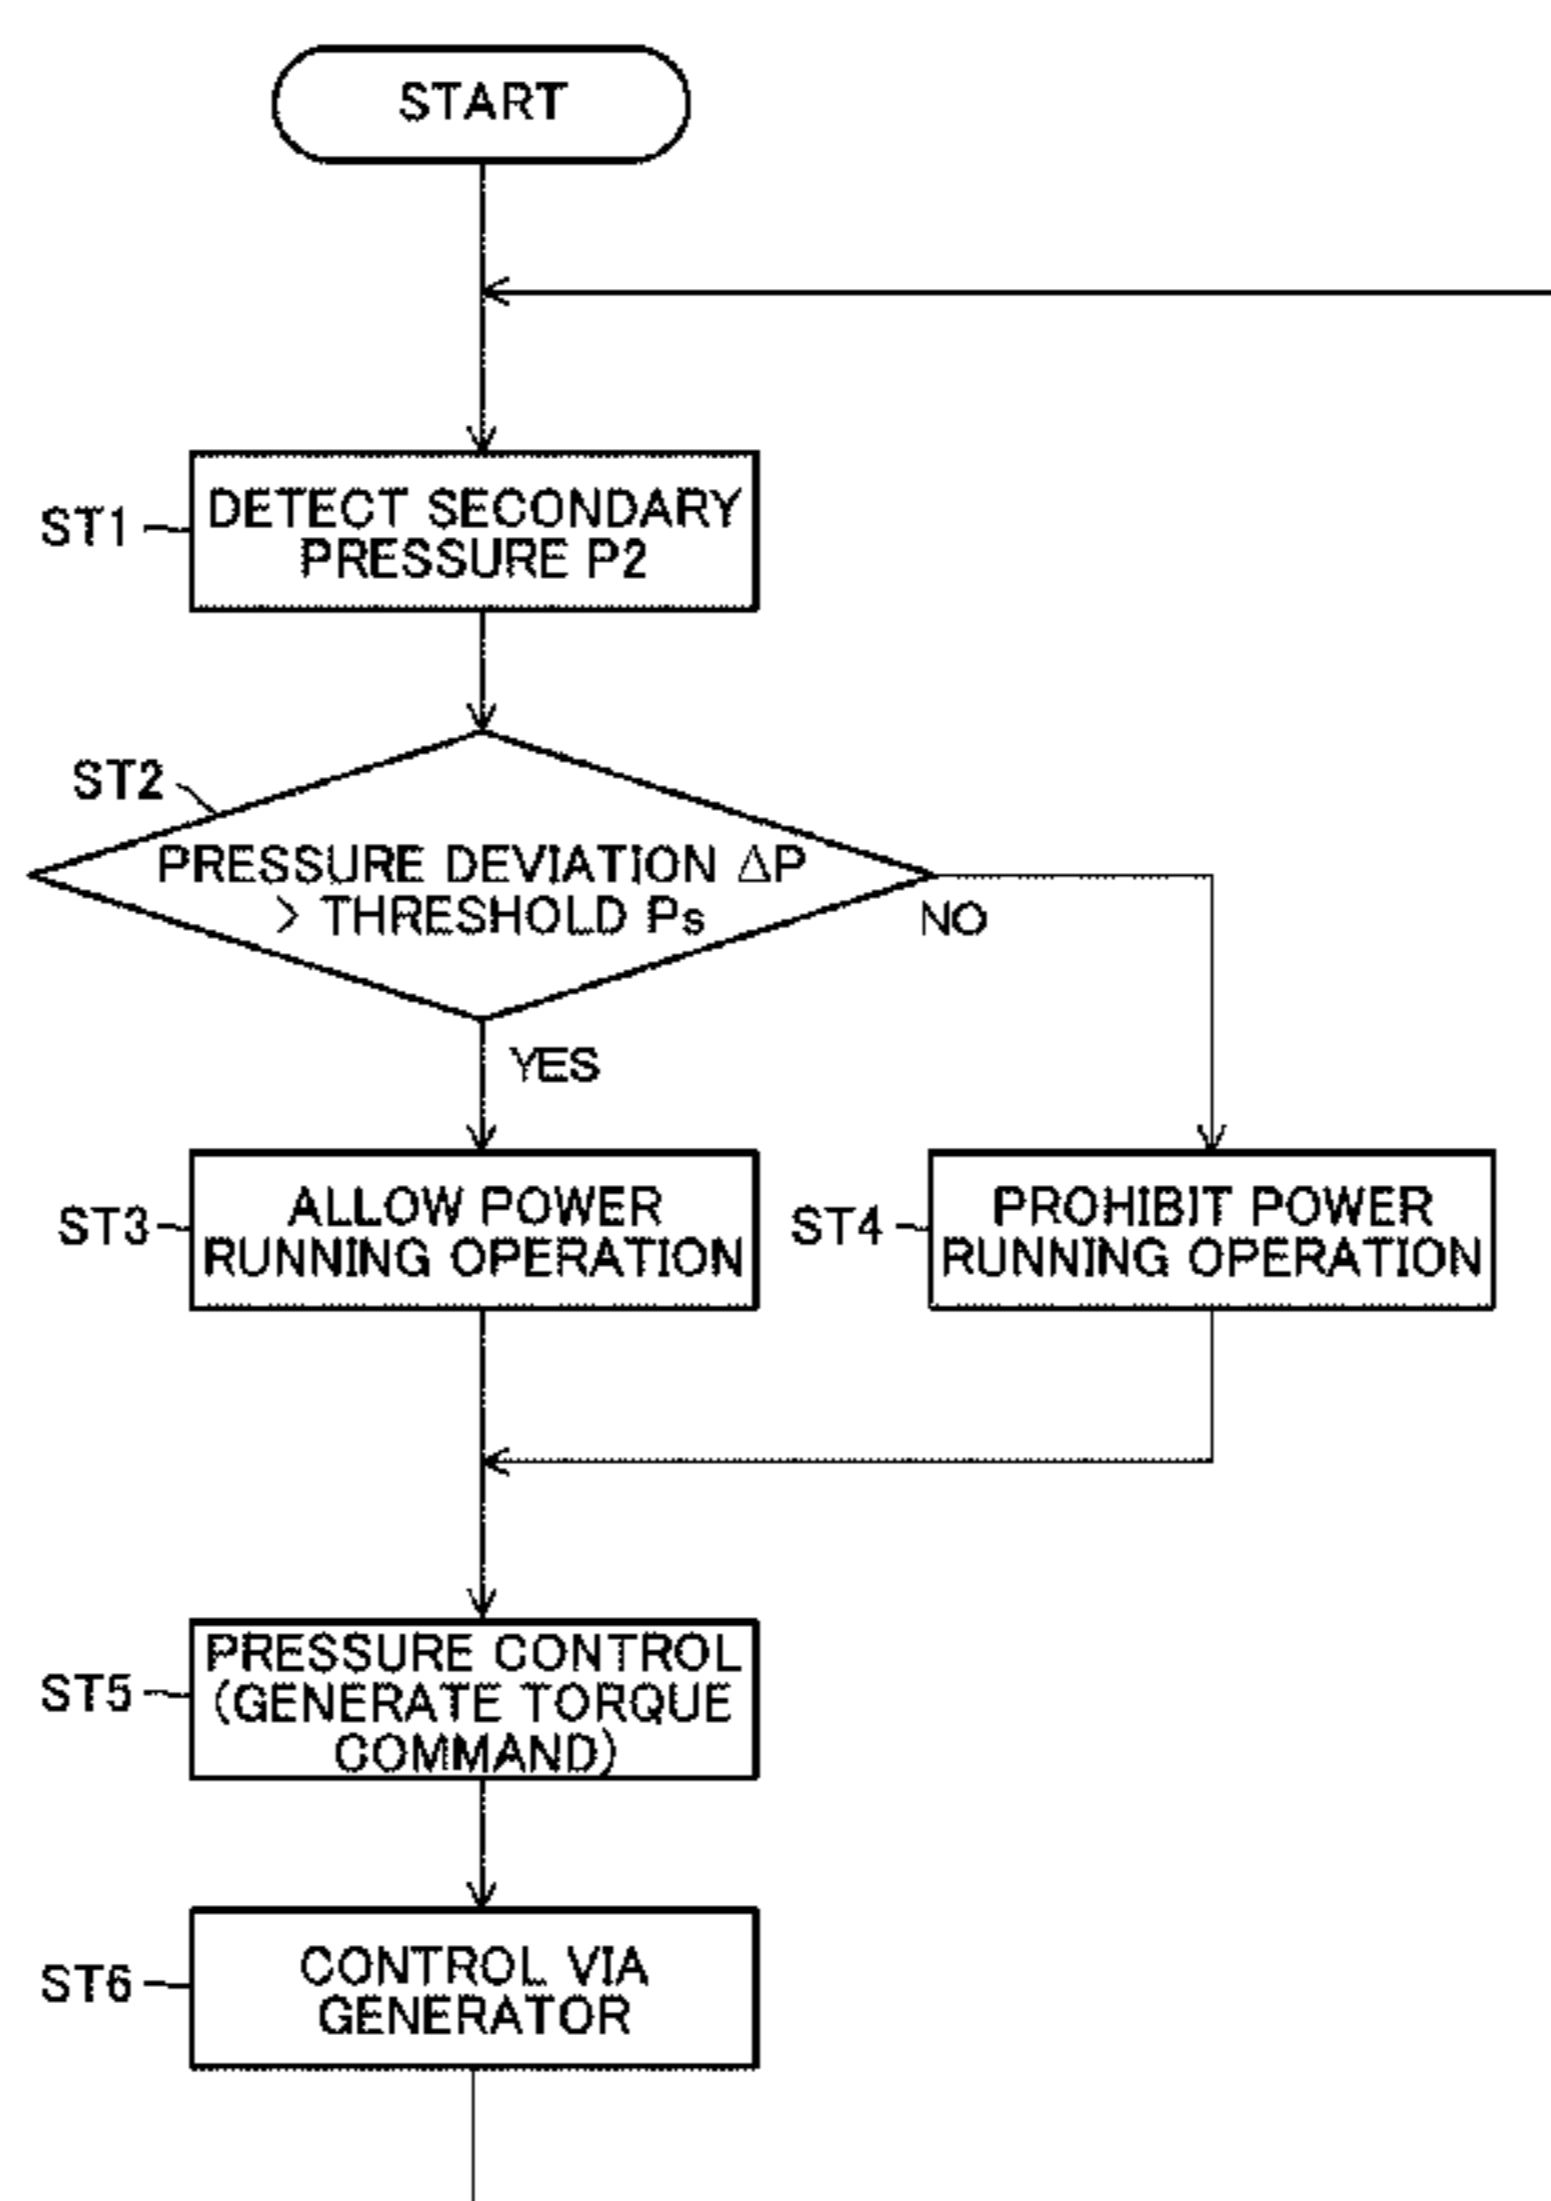 START
ST1
DETECT SECONDARY
PRESSURE P2
ST2
PRESSURE DEVIATION ΔP
> THRESHOLD Ps
NO
YES
ST3
ALLOW POWER
RUNNING OPERATION
ST4
PROHIBIT POWER
RUNNING OPERATION
ST5
PRESSURE CONTROL
(GENERATE TORQUE
COMMAND)
ST6
CONTROL VIA
GENERATOR